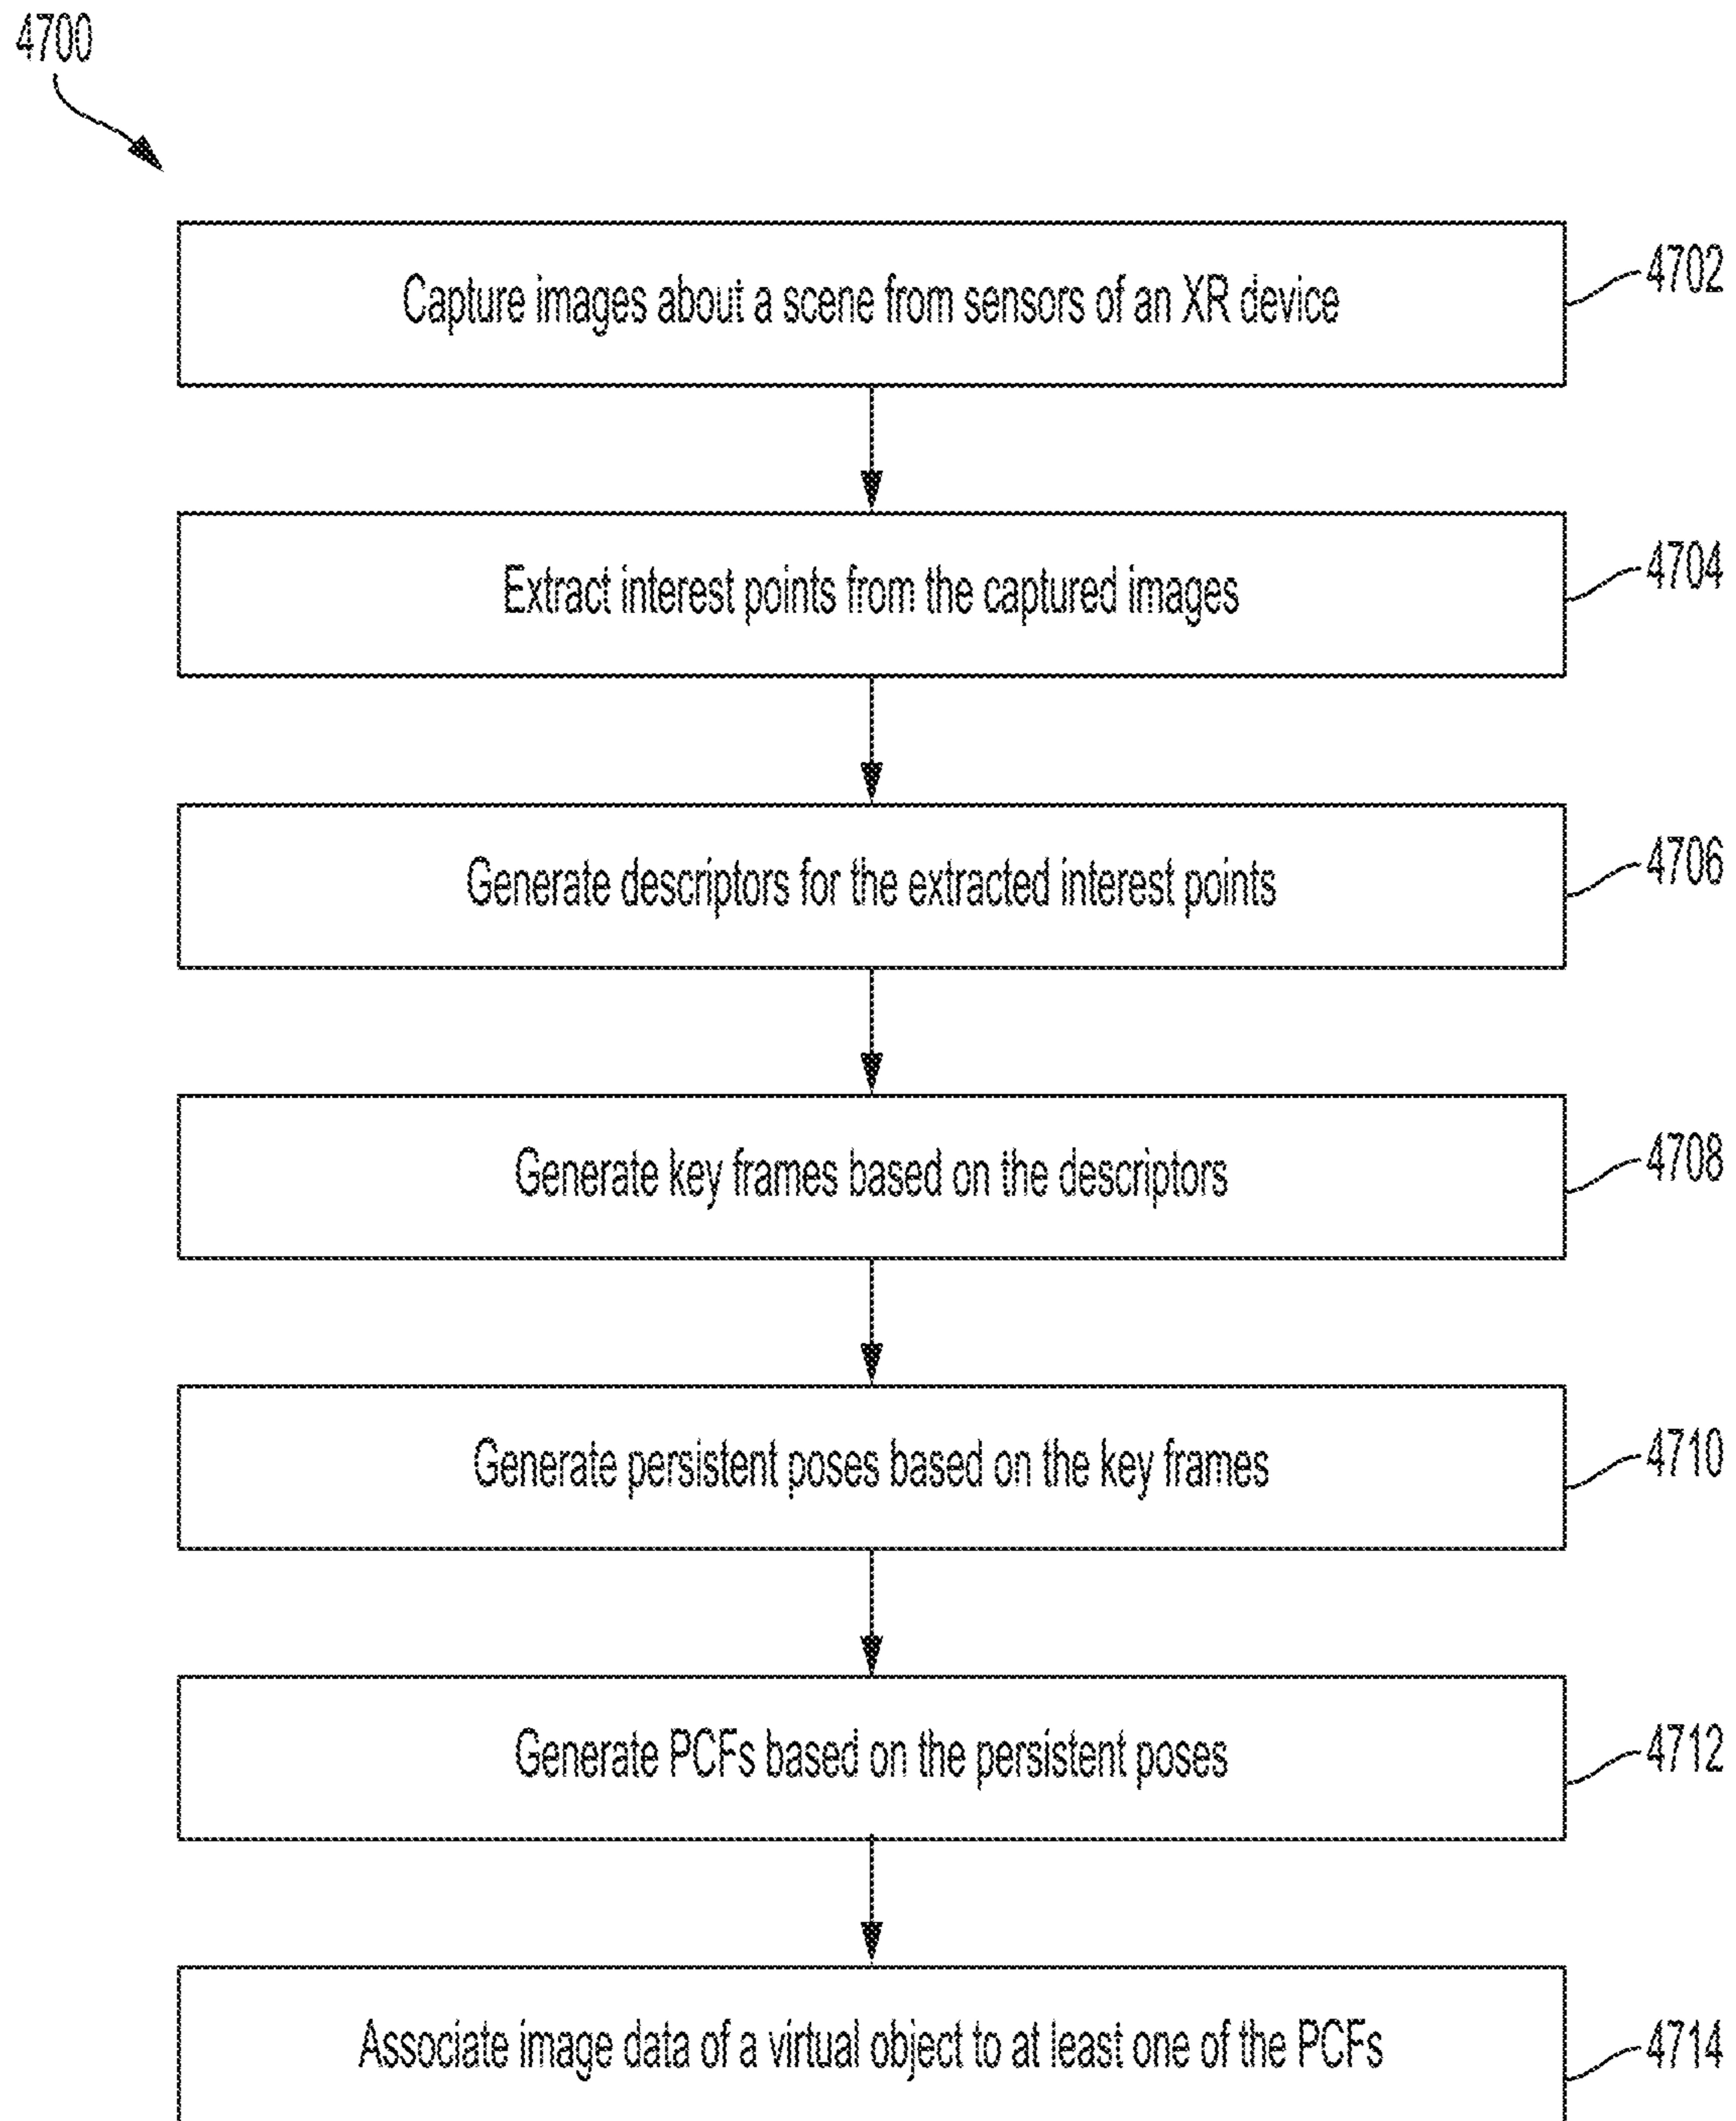 4700
Capture images about a scene from sensors of an XR device
4702
Extract interest points from the captured images
4704
Generate descriptors for the extracted interest points
4706
Generate key frames based on the descriptors
4708
Generate persistent poses based on the key frames
4710
Generate PCFs based on the persistent poses
4712
Associate image data of a virtual object to at least one of the PCFs
4714